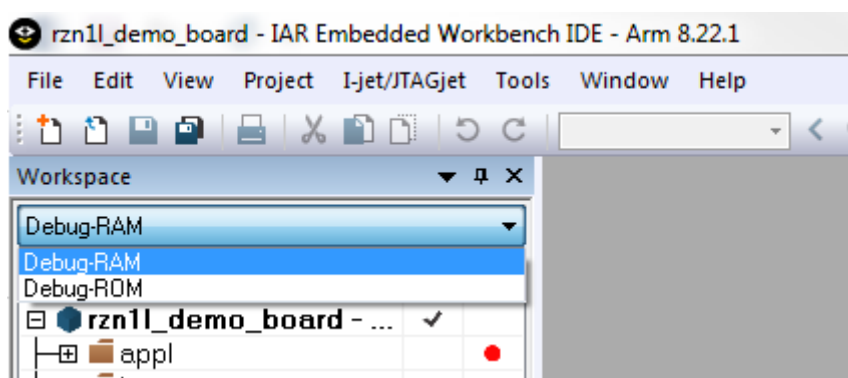 rzn1l_demo_board - IAR Embedded Workbench IDE - Arm 8.22.1
File Edit View Project I-jet/JTAGjet Tools Window Help
Workspace
Debug-RAM
Debug-RAM
Debug-ROM
rzn1l_demo_board - ...
appl